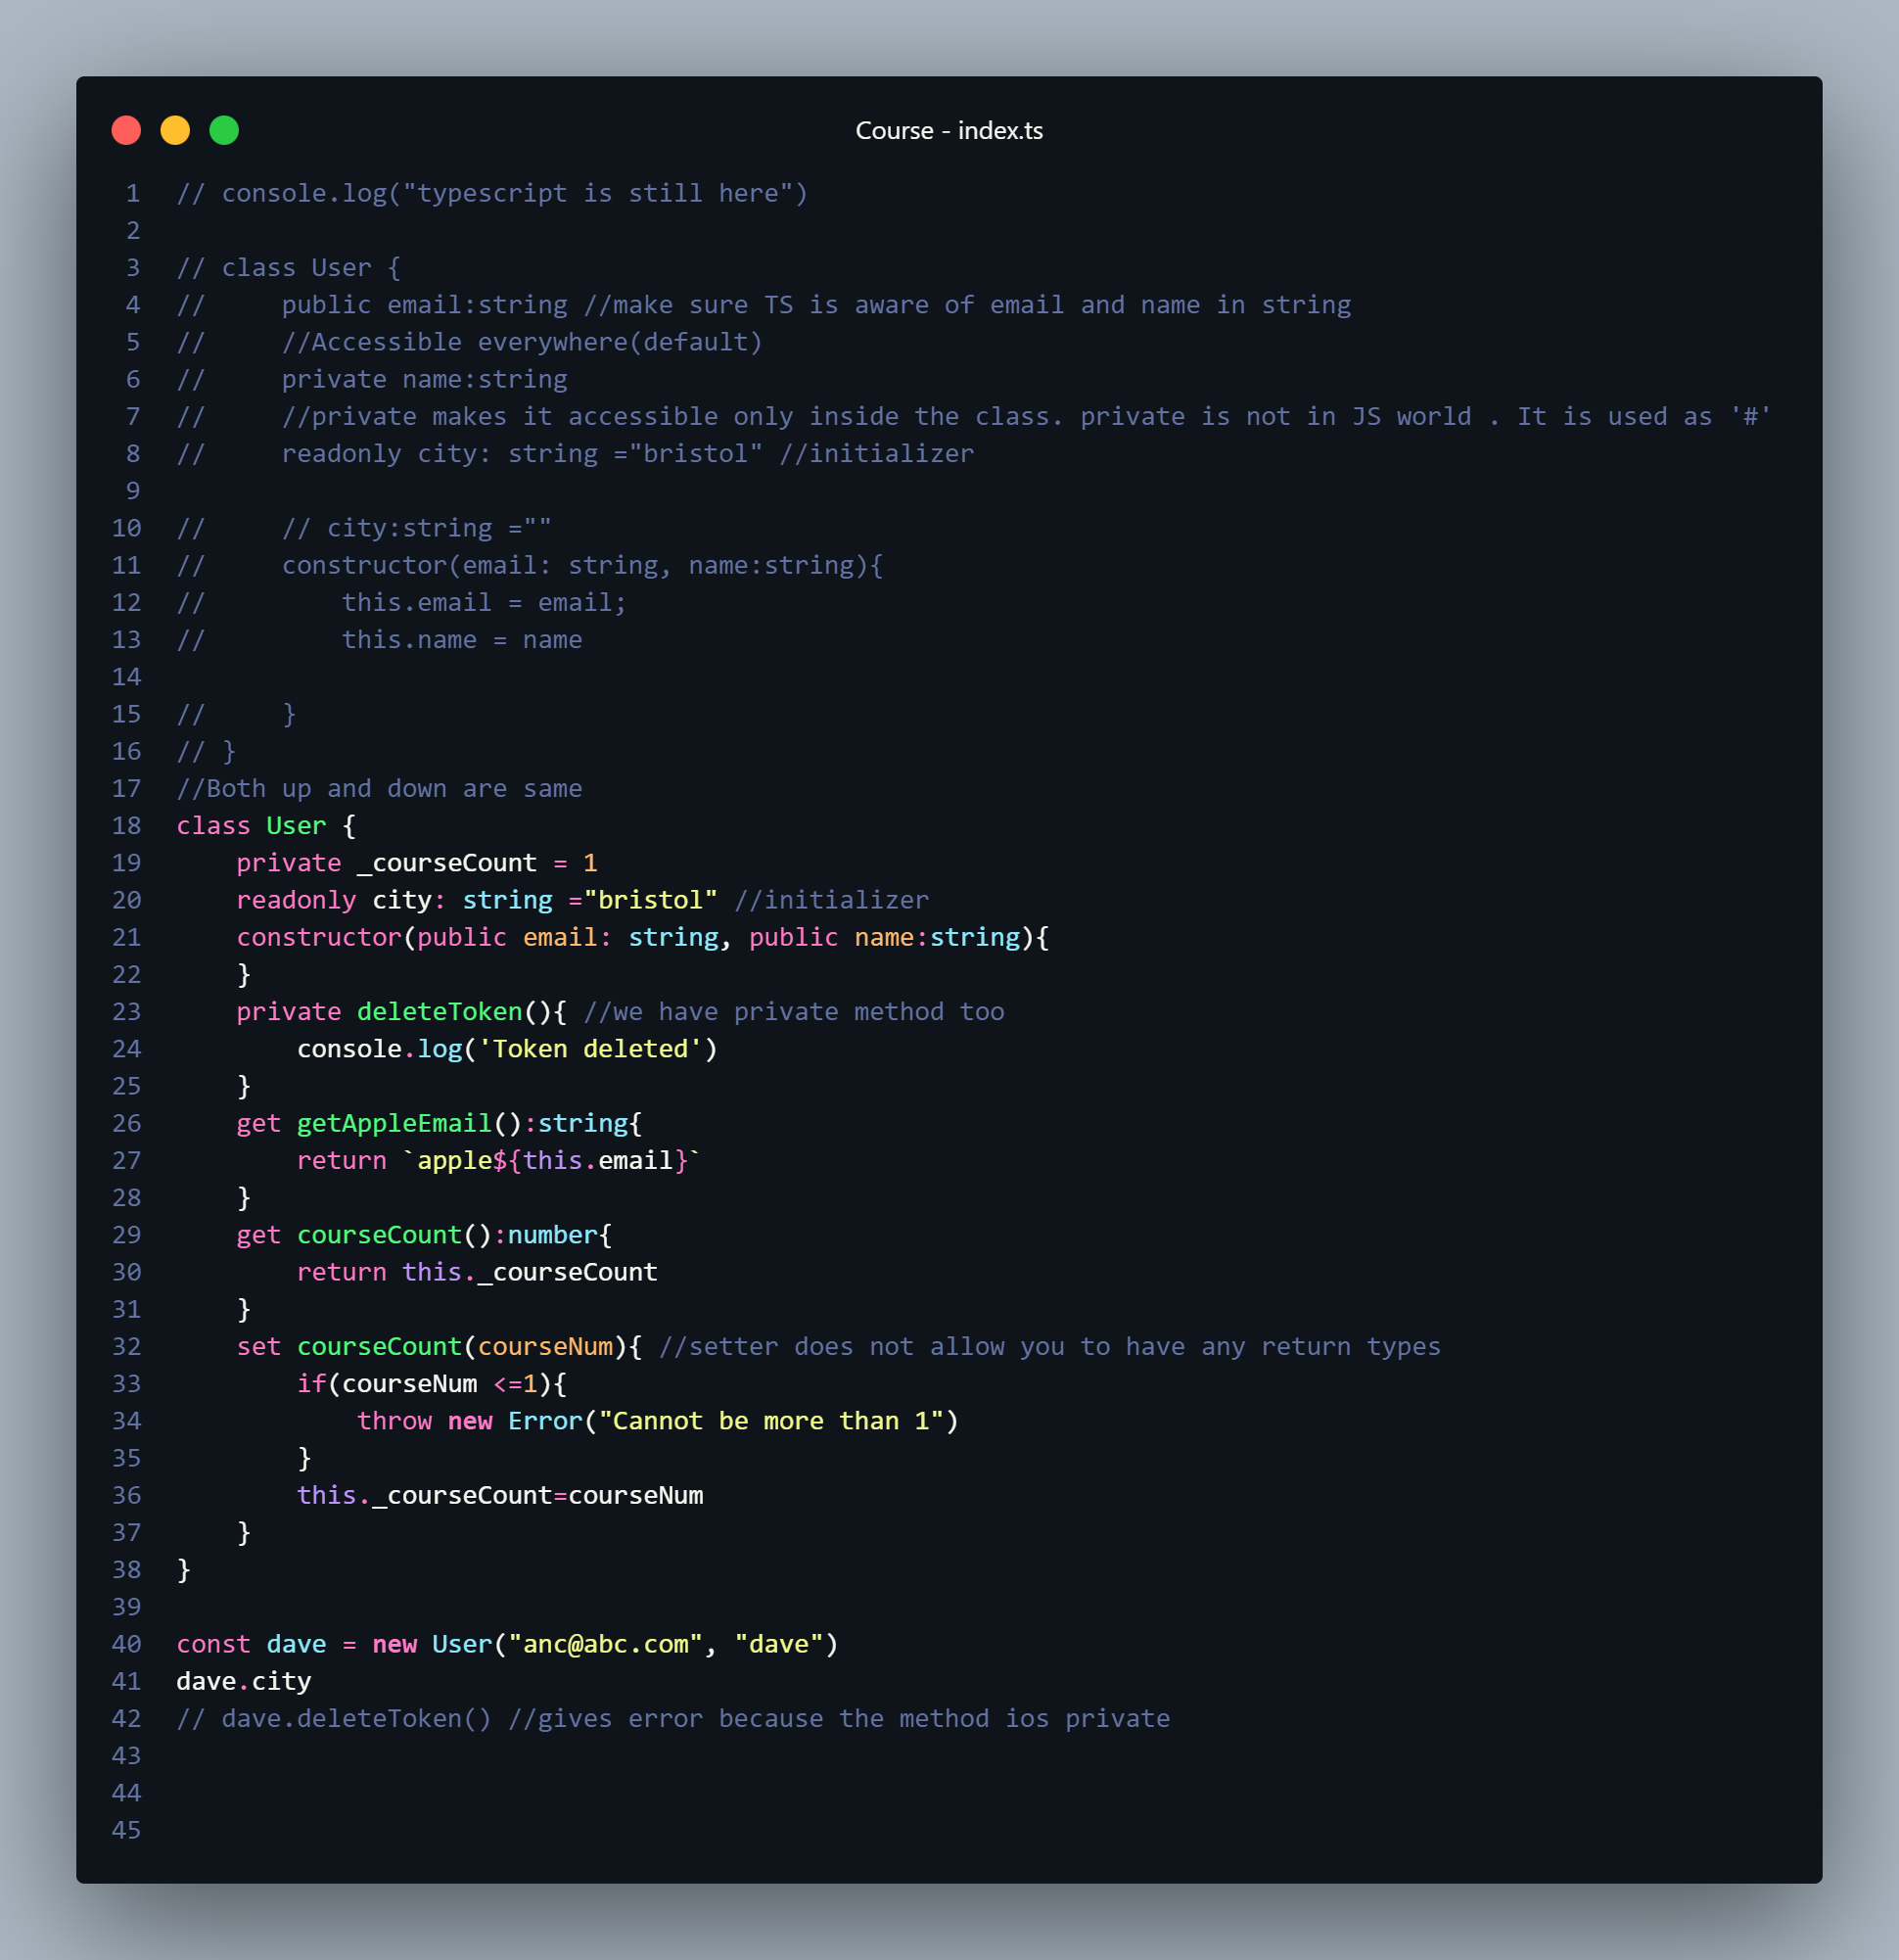 Course - index.ts
1 // console.log("typescript is still here")
2
3 // class User {
4 //     public email:string //make sure TS is aware of email and name in string
5 //     //Accessible everywhere(default)
6 //     private name:string
7 //     //private makes it accessible only inside the class. private is not in JS world . It is used as '#'
8 //     readonly city: string ="bristol" //initializer
9
10 //     // city:string =""
11 //     constructor(email: string, name:string){
12 //         this.email = email;
13 //         this.name = name
14
15 //     }
16 // }
17 //Both up and down are same
18 class User {
19     private _courseCount = 1
20     readonly city: string ="bristol" //initializer
21     constructor(public email: string, public name:string){
22     }
23     private deleteToken(){ //we have private method too
24         console.log('Token deleted')
25     }
26     get getAppleEmail():string{
27         return `apple${this.email}`
28     }
29     get courseCount():number{
30         return this._courseCount
31     }
32     set courseCount(courseNum){ //setter does not allow you to have any return types
33         if(courseNum <=1){
34             throw new Error("Cannot be more than 1")
35         }
36         this._courseCount=courseNum
37     }
38 }
39
40 const dave = new User("anc@abc.com", "dave")
41 dave.city
42 // dave.deleteToken() //gives error because the method ios private
43
44
45